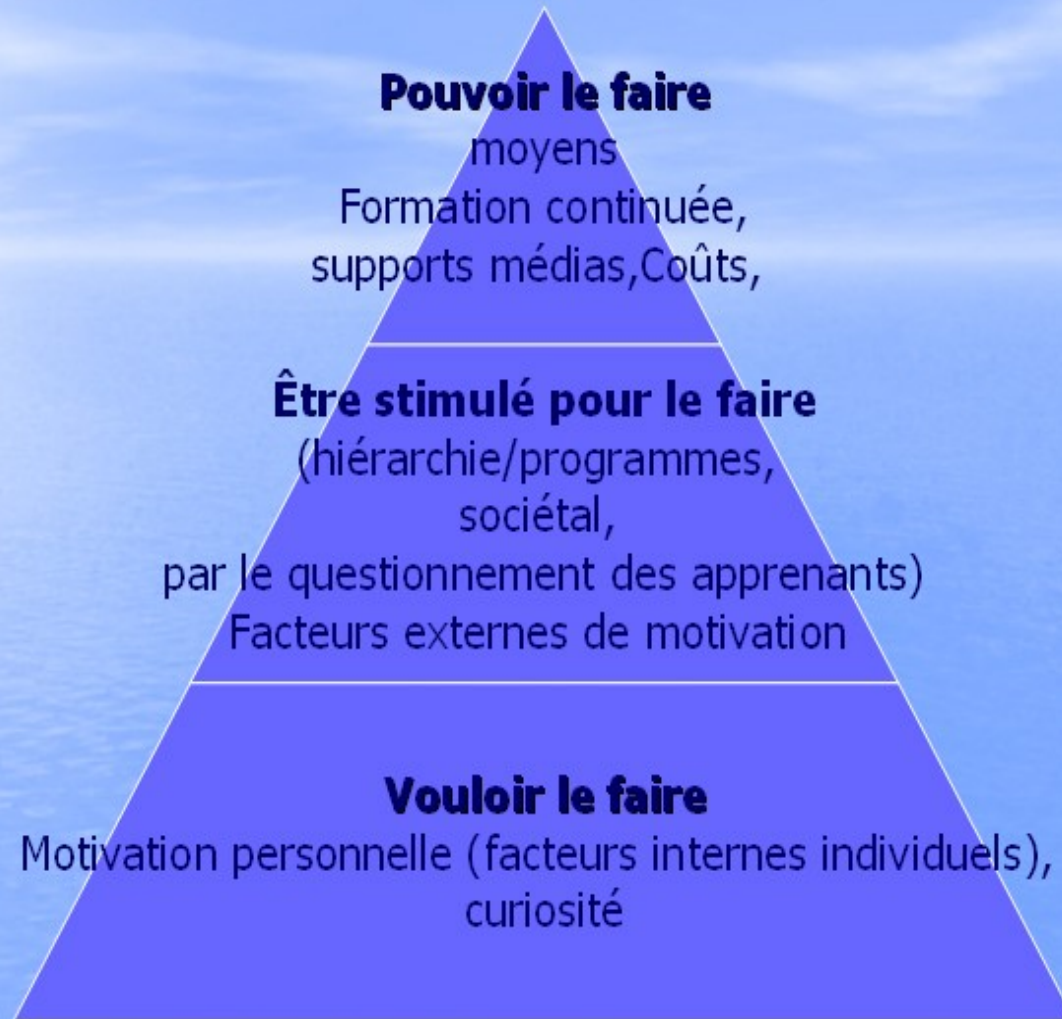 Pouvoir le faire
moyens
Formation continuée,
supports médias,Coûts,
Être stimulé pour le faire
(hiérarchie/programmes,
sociétal,
par le questionnement des apprenants)
Facteurs externes de motivation
Vouloir le faire
Motivation personnelle (facteurs internes individuels),
curiosité